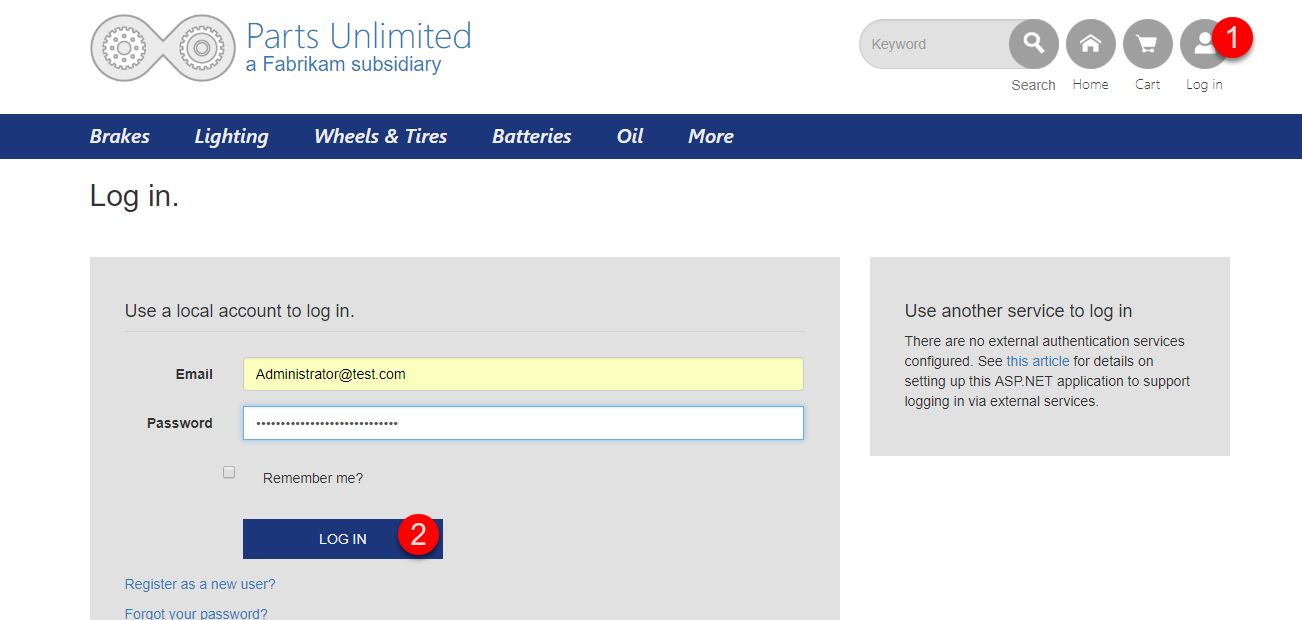 Parts Unlimited
a Fabrikam subsidiary
Keyword
1
Search Home Cart Log in
Brakes Lighting Wheels & Tires Batteries Oil More
Log in.
Use a local account to log in.
Email Administrator@test.com
Password ••••••••••••••••••••••••••••
Remember me?
LOG IN 2
Register as a new user?
Forgot your password?
Use another service to log in
There are no external authentication services
configured. See this article for details on
setting up this ASP.NET application to support
logging in via external services.